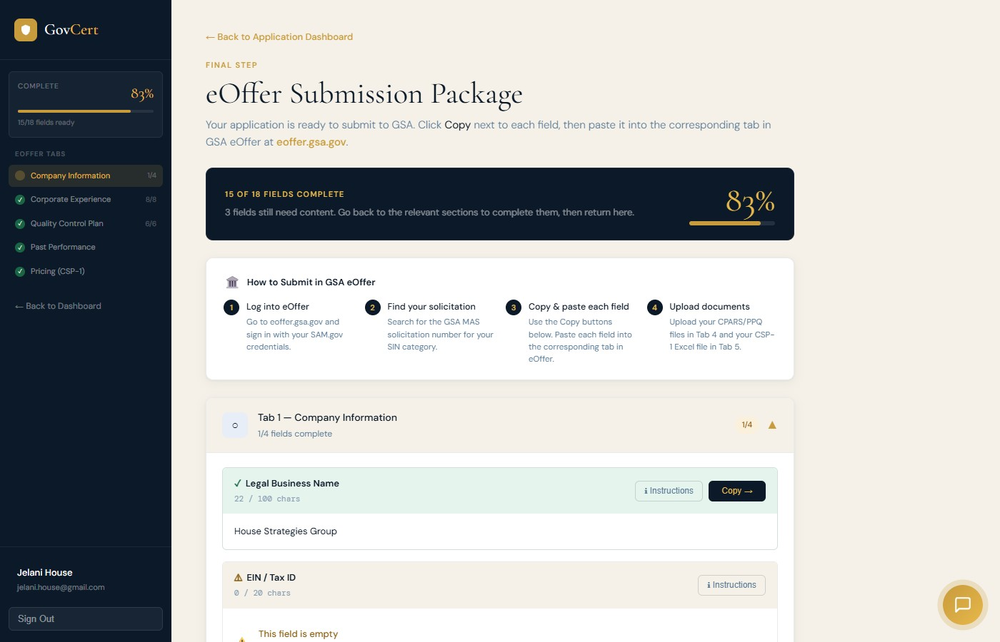 GovCert
COMPLETE
83%
15/18 fields ready
EOFFER TABS
Company Information 1/4
Corporate Experience 8/8
Quality Control Plan 6/6
Past Performance
Pricing (CSP-1)
← Back to Dashboard
Jelani House
jelani.house@gmail.com
Sign Out
← Back to Application Dashboard
FINAL STEP
eOffer Submission Package
Your application is ready to submit to GSA. Click Copy next to each field, then paste it into the corresponding tab in
GSA eOffer at eoffer.gsa.gov.
15 OF 18 FIELDS COMPLETE
3 fields still need content. Go back to the relevant sections to complete them, then return here.
83%
How to Submit in GSA eOffer
1 Log into eOffer
Go to eoffer.gsa.gov and
sign in with your SAM.gov
credentials.
2 Find your solicitation
Search for the GSA MAS
solicitation number for your
SIN category.
3 Copy & paste each field
Use the Copy buttons
below. Paste each field into
the corresponding tab in
eOffer.
4 Upload documents
Upload your CPARS/PPQ
files in Tab 4 and your CSP-
1 Excel file in Tab 5.
Tab 1 — Company Information
1/4 fields complete
1/4 ▲
✓ Legal Business Name
22 / 100 chars
ℹ Instructions
Copy →
House Strategies Group
⚠ EIN / Tax ID
0 / 20 chars
ℹ Instructions
This field is empty